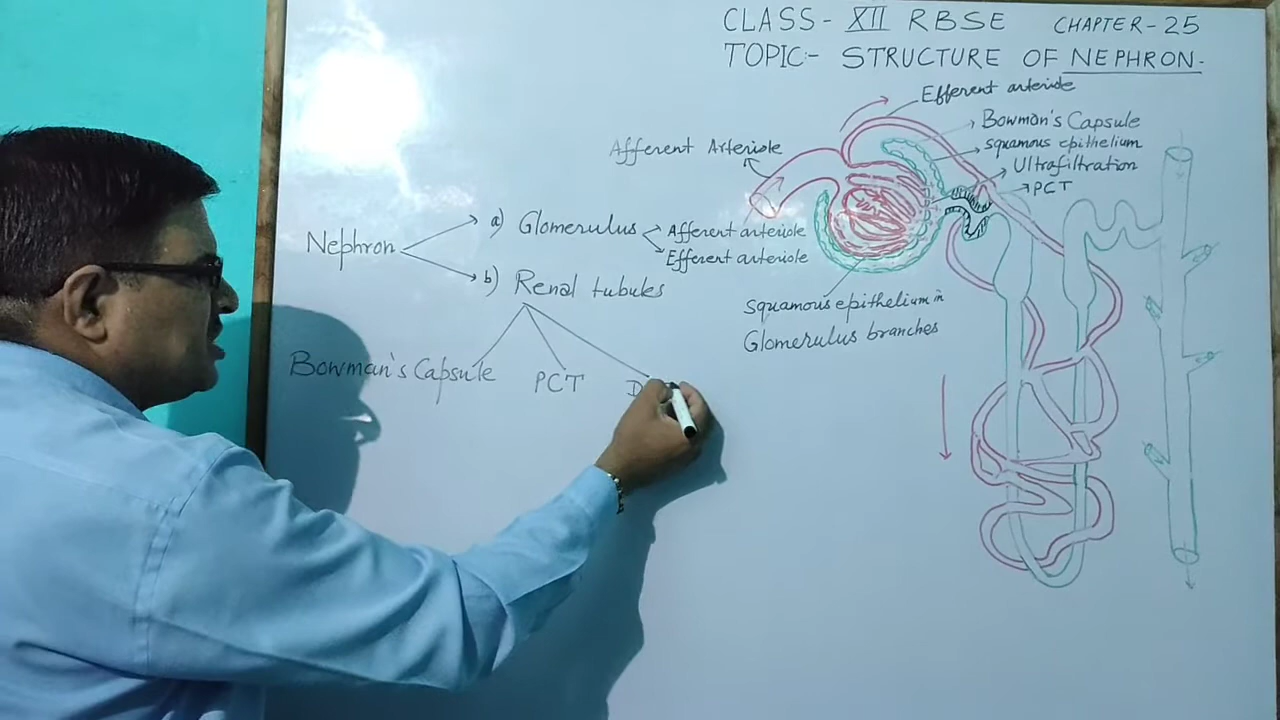 CLASS- XII RBSE CHAPTER-25
TOPIC:- STRUCTURE OF NEPHRON.
Efferent arteriole
Bowman's Capsule
Afferent Arteriole
squamous epithelium
Ultrafiltration
PCT
Nephron
a) Glomerulus
Afferent arteriole
Efferent arteriole
b) Renal tubules
squamous epithelium in
Glomerulus branches
Bowman's Capsule PCT D